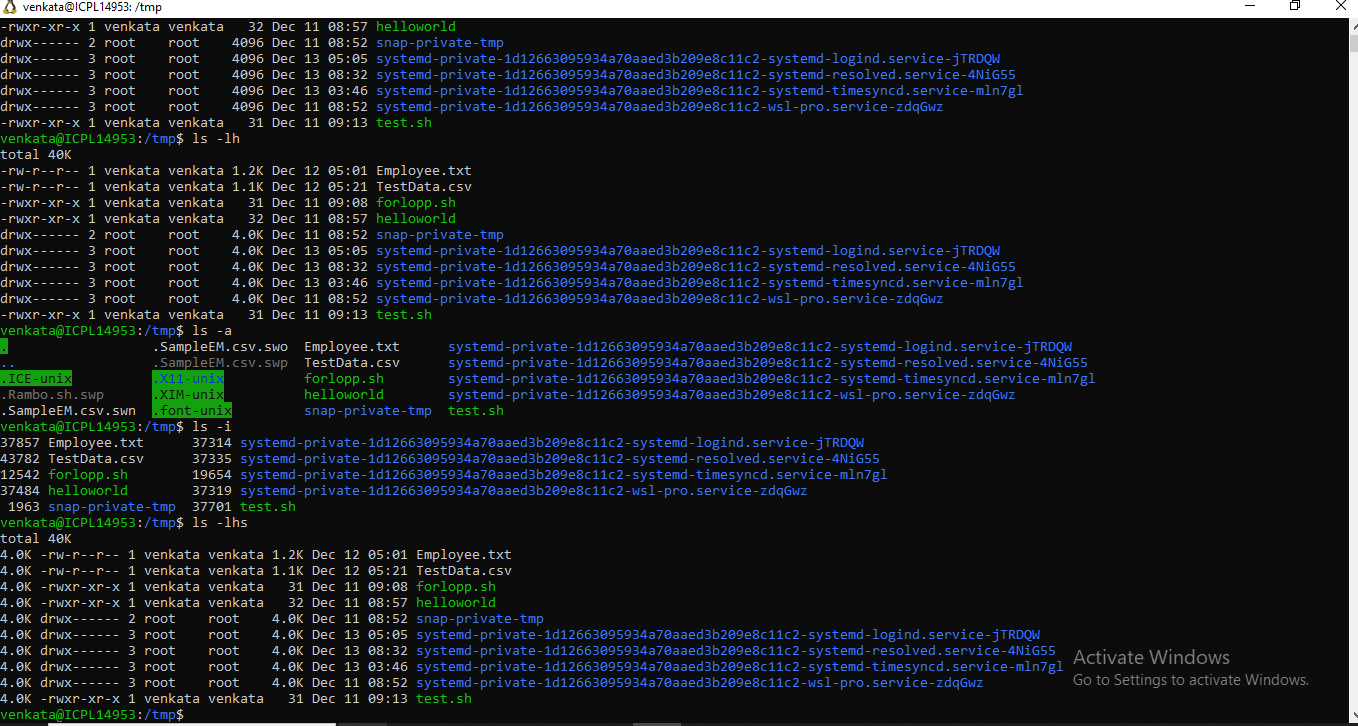 venkata@ICPL14953: /tmp
-rwxr-xr-x 1 venkata venkata   32 Dec 11 08:57 helloworld
drwx------ 2 root    root    4096 Dec 11 08:52 snap-private-tmp
drwx------ 3 root    root    4096 Dec 13 05:05 systemd-private-1d12663095934a70aaed3b209e8c11c2-systemd-logind.service-jTRDQW
drwx------ 3 root    root    4096 Dec 13 08:32 systemd-private-1d12663095934a70aaed3b209e8c11c2-systemd-resolved.service-4NiG55
drwx------ 3 root    root    4096 Dec 13 03:46 systemd-private-1d12663095934a70aaed3b209e8c11c2-systemd-timesyncd.service-mln7gl
drwx------ 3 root    root    4096 Dec 11 08:52 systemd-private-1d12663095934a70aaed3b209e8c11c2-wsl-pro.service-zdqGwz
-rwxr-xr-x 1 venkata venkata   31 Dec 11 09:13 test.sh
venkata@ICPL14953:/tmp$ ls -lh
total 40K
-rw-r--r-- 1 venkata venkata 1.2K Dec 12 05:01 Employee.txt
-rw-r--r-- 1 venkata venkata 1.1K Dec 12 05:21 TestData.csv
-rwxr-xr-x 1 venkata venkata   31 Dec 11 09:08 forlopp.sh
-rwxr-xr-x 1 venkata venkata   32 Dec 11 08:57 helloworld
drwx------ 2 root    root    4.0K Dec 11 08:52 snap-private-tmp
drwx------ 3 root    root    4.0K Dec 13 05:05 systemd-private-1d12663095934a70aaed3b209e8c11c2-systemd-logind.service-jTRDQW
drwx------ 3 root    root    4.0K Dec 13 08:32 systemd-private-1d12663095934a70aaed3b209e8c11c2-systemd-resolved.service-4NiG55
drwx------ 3 root    root    4.0K Dec 13 03:46 systemd-private-1d12663095934a70aaed3b209e8c11c2-systemd-timesyncd.service-mln7gl
drwx------ 3 root    root    4.0K Dec 11 08:52 systemd-private-1d12663095934a70aaed3b209e8c11c2-wsl-pro.service-zdqGwz
-rwxr-xr-x 1 venkata venkata   31 Dec 11 09:13 test.sh
venkata@ICPL14953:/tmp$ ls -a
.                  .SampleEM.csv.swo  Employee.txt      systemd-private-1d12663095934a70aaed3b209e8c11c2-systemd-logind.service-jTRDQW
..                 .SampleEM.csv.swp  TestData.csv      systemd-private-1d12663095934a70aaed3b209e8c11c2-systemd-resolved.service-4NiG55
.ICE-unix          .X11-unix          forlopp.sh        systemd-private-1d12663095934a70aaed3b209e8c11c2-systemd-timesyncd.service-mln7gl
.Rambo.sh.swp      .XIM-unix          helloworld        systemd-private-1d12663095934a70aaed3b209e8c11c2-wsl-pro.service-zdqGwz
.SampleEM.csv.swn  .font-unix         snap-private-tmp  test.sh
venkata@ICPL14953:/tmp$ ls -i
37857 Employee.txt      37314 systemd-private-1d12663095934a70aaed3b209e8c11c2-systemd-logind.service-jTRDQW
43782 TestData.csv      37335 systemd-private-1d12663095934a70aaed3b209e8c11c2-systemd-resolved.service-4NiG55
12542 forlopp.sh        19654 systemd-private-1d12663095934a70aaed3b209e8c11c2-systemd-timesyncd.service-mln7gl
37484 helloworld        37319 systemd-private-1d12663095934a70aaed3b209e8c11c2-wsl-pro.service-zdqGwz
 1963 snap-private-tmp  37701 test.sh
venkata@ICPL14953:/tmp$ ls -lhs
total 40K
4.0K -rw-r--r-- 1 venkata venkata 1.2K Dec 12 05:01 Employee.txt
4.0K -rw-r--r-- 1 venkata venkata 1.1K Dec 12 05:21 TestData.csv
4.0K -rwxr-xr-x 1 venkata venkata   31 Dec 11 09:08 forlopp.sh
4.0K -rwxr-xr-x 1 venkata venkata   32 Dec 11 08:57 helloworld
4.0K drwx------ 2 root    root    4.0K Dec 11 08:52 snap-private-tmp
4.0K drwx------ 3 root    root    4.0K Dec 13 05:05 systemd-private-1d12663095934a70aaed3b209e8c11c2-systemd-logind.service-jTRDQW
4.0K drwx------ 3 root    root    4.0K Dec 13 08:32 systemd-private-1d12663095934a70aaed3b209e8c11c2-systemd-resolved.service-4NiG55
4.0K drwx------ 3 root    root    4.0K Dec 13 03:46 systemd-private-1d12663095934a70aaed3b209e8c11c2-systemd-timesyncd.service-mln7gl
4.0K drwx------ 3 root    root    4.0K Dec 11 08:52 systemd-private-1d12663095934a70aaed3b209e8c11c2-wsl-pro.service-zdqGwz
4.0K -rwxr-xr-x 1 venkata venkata   31 Dec 11 09:13 test.sh
venkata@ICPL14953:/tmp$
Activate Windows
Go to Settings to activate Windows.